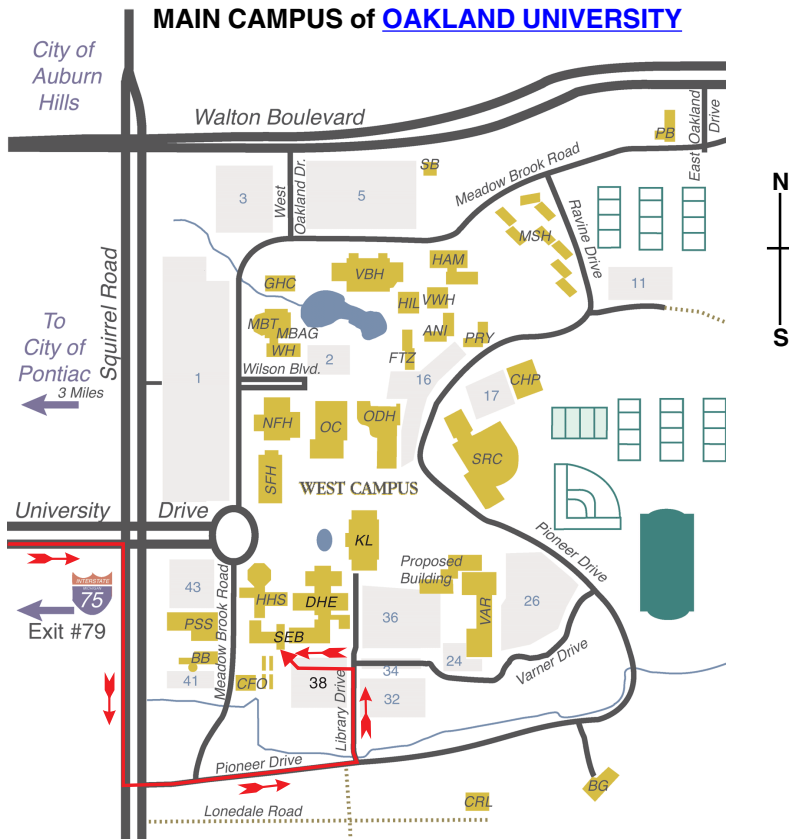 MAIN CAMPUS of OAKLAND UNIVERSITY
City of
Auburn
Hills
Walton Boulevard
PB
East Oakland
Drive
SB
Meadow Brook Road
3
West
Oakland Dr.
5
N
MSH
Ravine Drive
HAM
VBH
GHC
11
HIL
VWH
Squirrel Road
To
City of
Pontiac
3 Miles
MBT
MBAG
ANI
PRY
S
WH
2
FTZ
1
Wilson Blvd.
16
17
CHP
NFH
OC
ODH
SRC
SFH
WEST CAMPUS
University
Drive
KL
Pioneer Drive
Proposed
Building
43
INTERSTATE
75
Exit #79
HHS
DHE
36
26
VAR
PSS
SEB
Meadow Brook Road
BB
24
Varner Drive
41
CFO
38
34
32
Library Drive
Pioneer Drive
BG
CRL
Lonedale Road